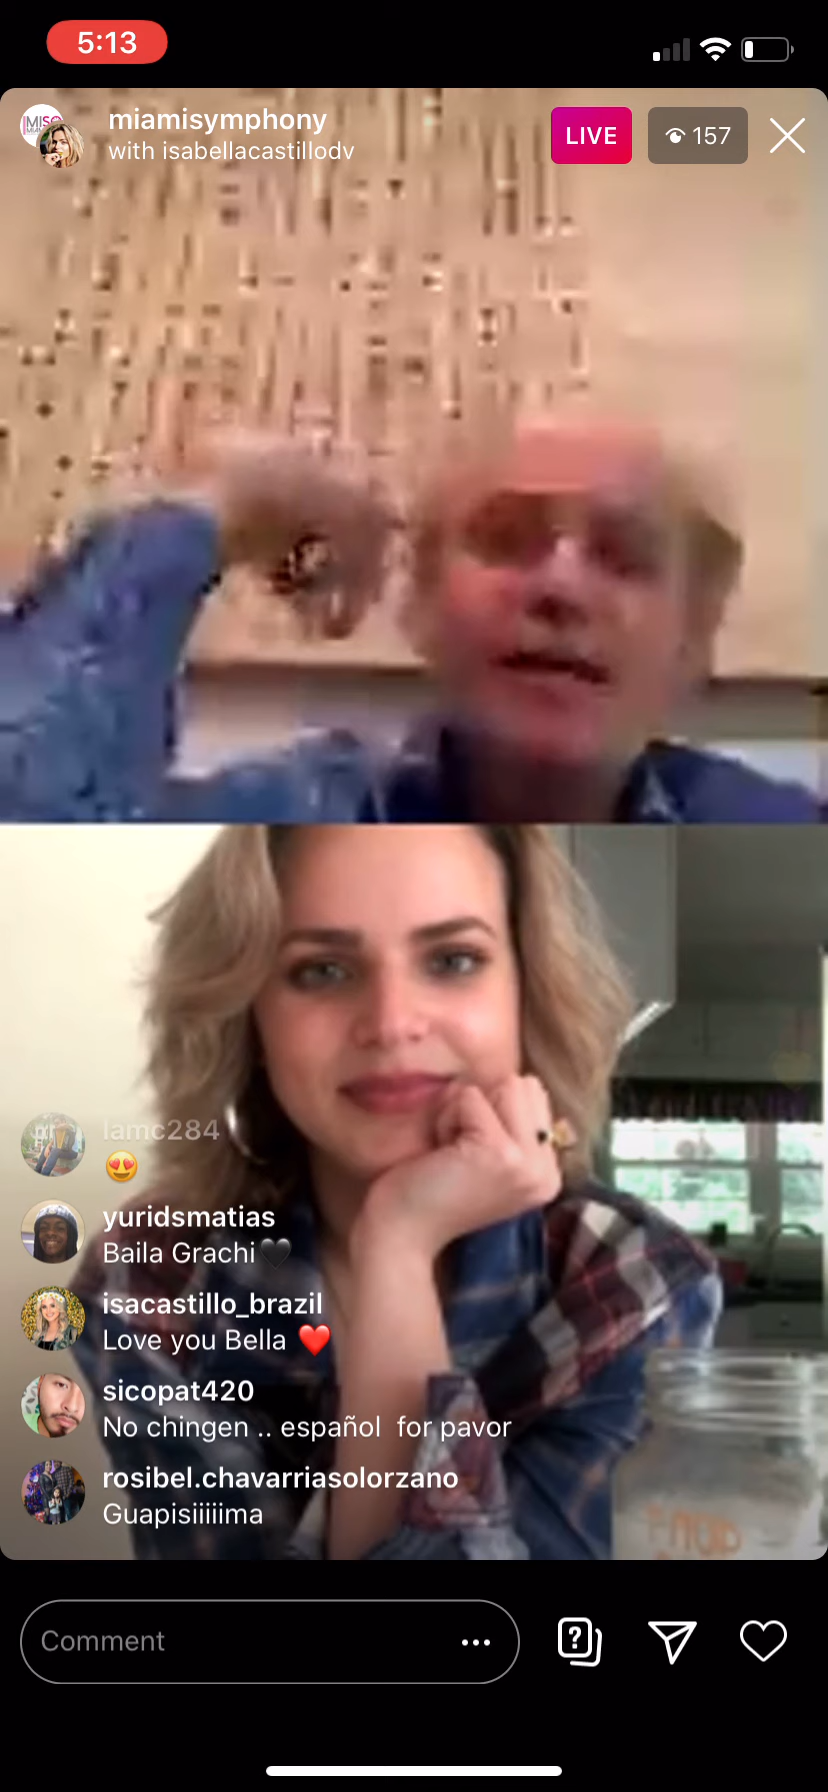 5:13
MISO
miamisymphony
with isabellacastillodv
LIVE
157
lamc284
😍
yuridsmatias
Baila Grachi🖤
isacastillo_brazil
Love you Bella ❤️
sicopat420
No chingen .. español for pavor
rosibel.chavarriasolorzano
Guapisiiiiima
Comment